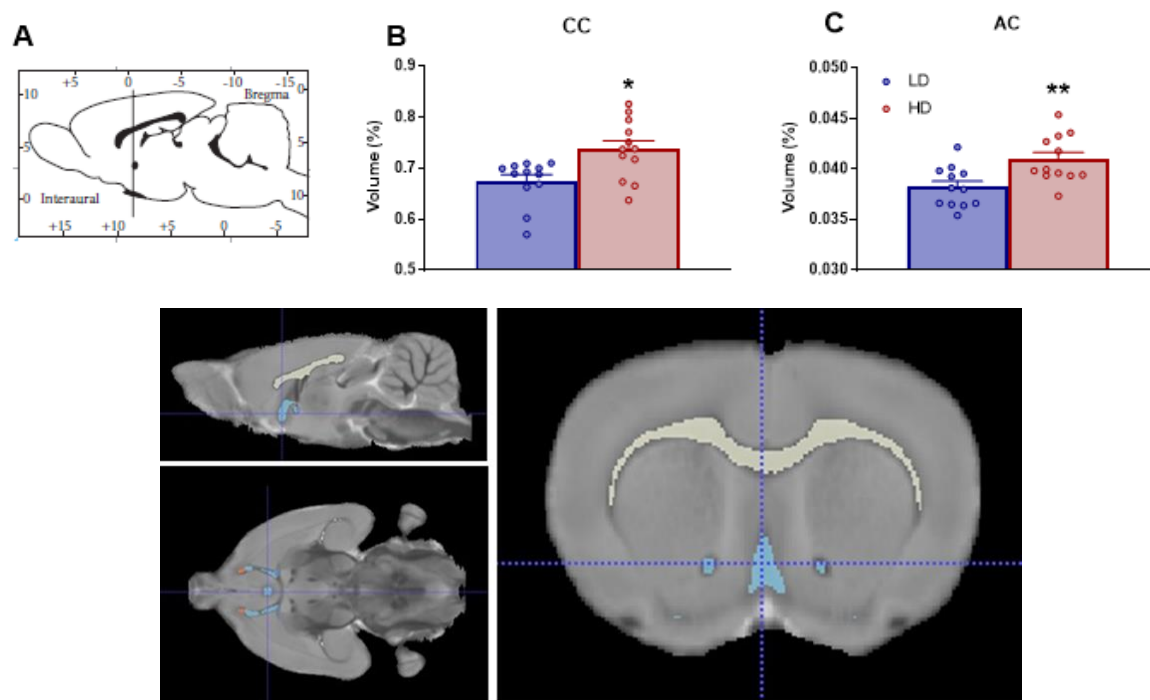 A
+5 0 -5 -10 -15
-10 Bregma 0
-5 5
-0 Interaural 10
+15 +10 +5 0 -5
B
CC
Volume (%)
0.9
0.8
0.7
0.6
0.5
*
C
AC
Volume (%)
0.050
0.045
0.040
0.035
0.030
LD
HD
**